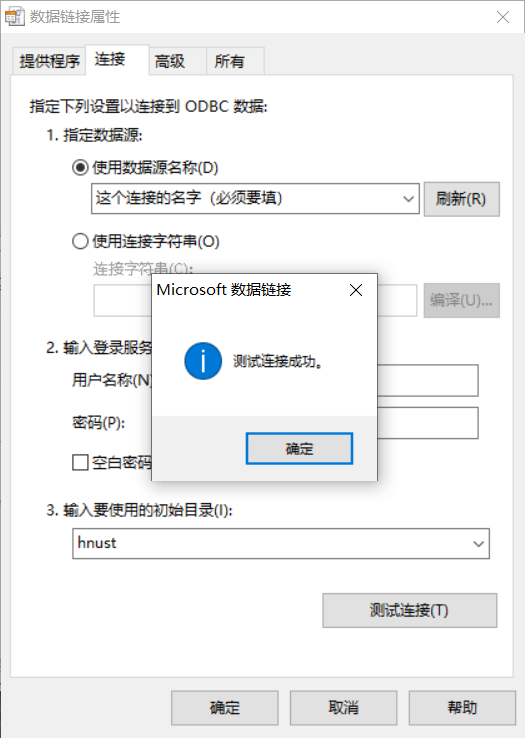 数据链接属性
提供程序 连接 高级 所有
指定下列设置以连接到 ODBC 数据:
1. 指定数据源:
使用数据源名称(D)
这个连接的名字（必须要填） 刷新(R)
使用连接字符串(O)
连接字符串(C):
编译(U)...
Microsoft 数据链接
测试连接成功。
确定
2. 输入登录服务
用户名称(N)
密码(P):
空白密码
3. 输入要使用的初始目录(I):
hnust
测试连接(T)
确定 取消 帮助